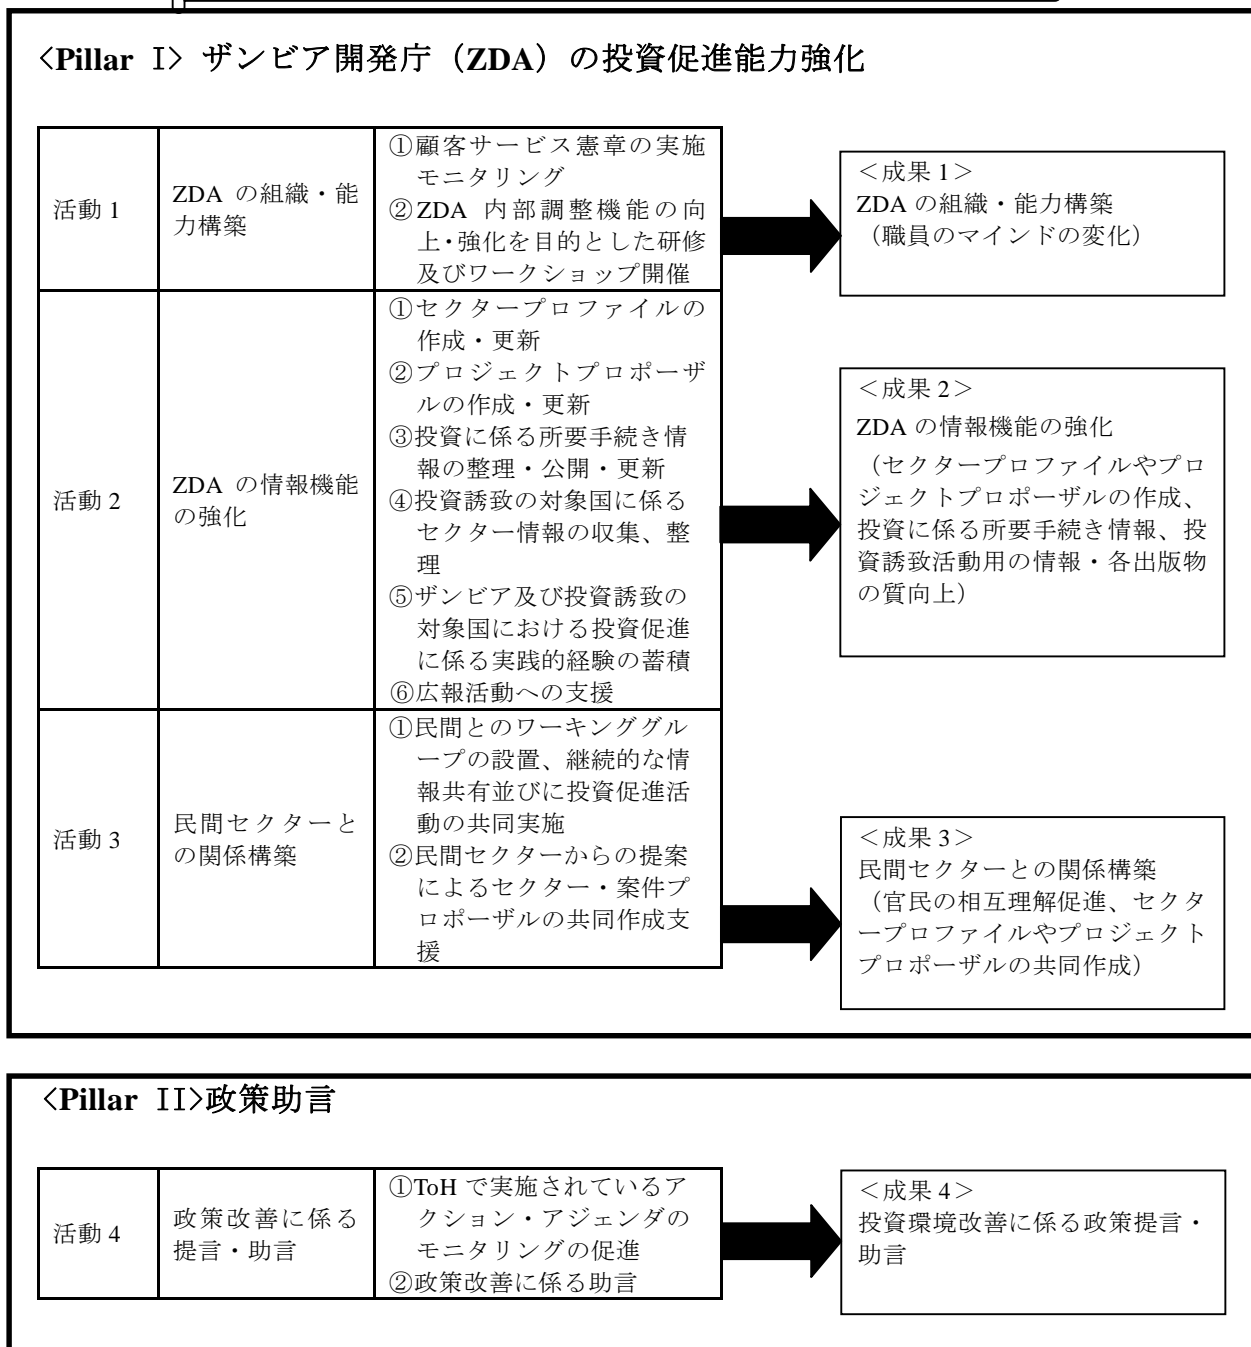 <Pillar I> ザンビア開発庁（ZDA）の投資促進能力強化
活動 1
ZDA の組織・能
力構築
①顧客サービス憲章の実施
モニタリング
②ZDA 内部調整機能の向
上・強化を目的とした研修
及びワークショップ開催
＜成果 1＞
ZDA の組織・能力構築
（職員のマインドの変化）
活動 2
ZDA の情報機能
の強化
①セクタープロファイルの
作成・更新
②プロジェクトプロポーザ
ルの作成・更新
③投資に係る所要手続き情
報の整理・公開・更新
④投資誘致の対象国に係る
セクター情報の収集、整
理
⑤ザンビア及び投資誘致の
対象国における投資促進
に係る実践的経験の蓄積
⑥広報活動への支援
＜成果 2＞
ZDA の情報機能の強化
（セクタープロファイルやプロ
ジェクトプロポーザルの作成、
投資に係る所要手続き情報、投
資誘致活動用の情報・各出版物
の質向上）
活動 3
民間セクターと
の関係構築
①民間とのワーキンググル
ープの設置、継続的な情
報共有並びに投資促進活
動の共同実施
②民間セクターからの提案
によるセクター・案件プ
ロポーザルの共同作成支
援
＜成果 3＞
民間セクターとの関係構築
（官民の相互理解促進、セクタ
ープロファイルやプロジェクト
プロポーザルの共同作成）
<Pillar II>政策助言
活動 4
政策改善に係る
提言・助言
①ToH で実施されているア
クション・アジェンダの
モニタリングの促進
②政策改善に係る助言
＜成果 4＞
投資環境改善に係る政策提言・
助言